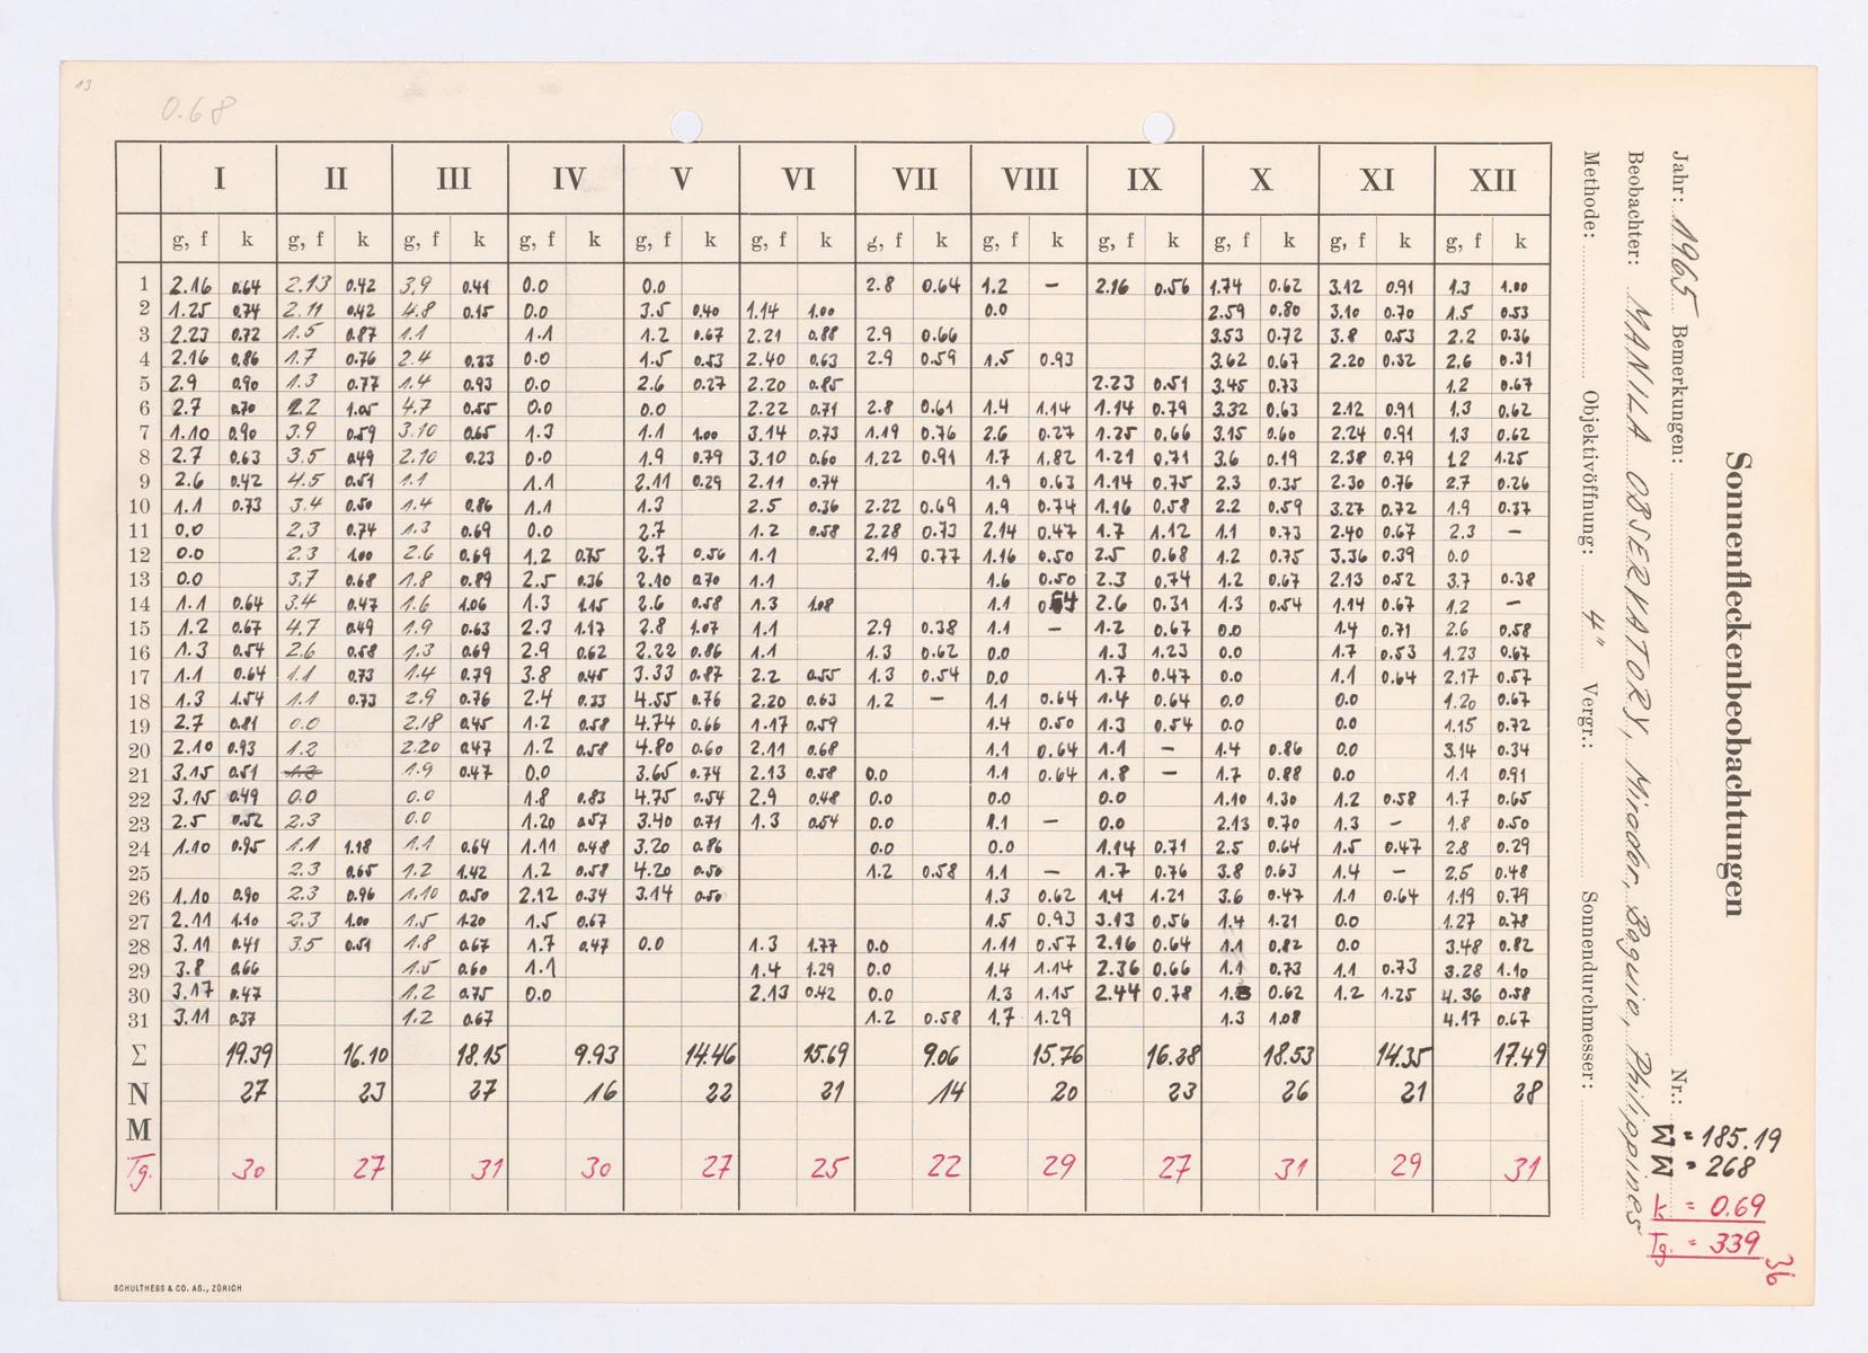 13
0.68
I II III IV V VI VII VIII IX X XI XII
g, f k g, f k g, f k g, f k g, f k g, f k g, f k g, f k g, f k g, f k g, f k g, f k
1 2.16 0.64 2.13 0.42 3.9 0.41 0.0 0.0 2.8 0.64 1.2 – 2.16 0.56 1.74 0.62 3.12 0.91 1.3 1.00
2 1.25 0.74 2.11 0.42 4.8 0.15 0.0 3.5 0.40 1.14 1.00 0.0 2.59 0.80 3.10 0.70 1.5 0.53
3 2.23 0.72 1.5 0.87 1.1 1.1 1.2 0.67 2.21 0.88 2.9 0.66 3.53 0.72 3.8 0.53 2.2 0.36
4 2.16 0.86 1.7 0.76 2.4 0.33 0.0 1.5 0.53 2.40 0.63 2.9 0.59 1.5 0.93 3.62 0.67 2.20 0.32 2.6 0.31
5 2.9 0.90 1.3 0.77 1.4 0.93 0.0 2.6 0.27 2.20 0.85 2.23 0.51 3.45 0.73 1.2 0.67
6 2.7 0.70 2.2 1.05 4.7 0.55 0.0 0.0 2.22 0.71 2.8 0.61 1.4 1.14 1.14 0.79 3.32 0.63 2.12 0.91 1.3 0.62
7 1.10 0.90 3.9 0.59 3.10 0.65 1.3 1.1 1.00 3.14 0.73 1.19 0.76 2.6 0.27 1.25 0.66 3.15 0.60 2.24 0.91 1.3 0.62
8 2.7 0.63 3.5 0.49 2.10 0.23 0.0 1.9 0.79 3.10 0.60 1.22 0.91 1.7 1.82 1.21 0.71 3.6 0.19 2.38 0.79 1.2 1.25
9 2.6 0.42 4.5 0.51 1.1 1.1 2.11 0.29 2.11 0.74 1.9 0.63 1.14 0.75 2.3 0.35 2.30 0.76 2.7 0.26
10 1.1 0.73 3.4 0.50 1.4 0.86 1.1 1.3 2.5 0.36 2.22 0.69 1.9 0.74 1.16 0.58 2.2 0.59 3.27 0.72 1.9 0.37
11 0.0 2.3 0.74 1.3 0.69 0.0 2.7 1.2 0.58 2.28 0.73 2.14 0.47 1.7 1.12 1.1 0.73 2.40 0.67 2.3 –
12 0.0 2.3 1.00 2.6 0.69 1.2 0.75 2.7 0.56 1.1 2.19 0.77 1.16 0.50 2.5 0.68 1.2 0.75 3.36 0.39 0.0
13 0.0 3.7 0.68 1.8 0.89 2.5 0.36 2.10 0.70 1.1 1.6 0.50 2.3 0.74 1.2 0.67 2.13 0.52 3.7 0.38
14 1.1 0.64 3.4 0.47 1.6 1.06 1.3 1.15 2.6 0.58 1.3 1.08 1.1 0.64 2.6 0.31 1.3 0.54 1.14 0.67 1.2 –
15 1.2 0.67 4.7 0.49 1.9 0.63 2.3 1.17 2.8 1.07 1.1 2.9 0.38 1.1 – 1.2 0.67 0.0 1.4 0.71 2.6 0.58
16 1.3 0.54 2.6 0.58 1.3 0.69 2.9 0.62 2.22 0.86 1.1 1.3 0.62 0.0 1.3 1.23 0.0 1.7 0.53 1.23 0.67
17 1.1 0.64 1.1 0.73 1.4 0.79 3.8 0.45 3.33 0.87 2.2 0.55 1.3 0.54 0.0 1.7 0.47 0.0 1.1 0.64 2.17 0.57
18 1.3 1.54 1.1 0.73 2.9 0.76 2.4 0.33 4.55 0.76 2.20 0.63 1.2 – 1.1 0.64 1.4 0.64 0.0 0.0 1.20 0.67
19 2.7 0.81 0.0 2.18 0.45 1.2 0.58 4.74 0.66 1.17 0.59 1.4 0.50 1.3 0.54 0.0 0.0 1.15 0.72
20 2.10 0.93 1.2 2.20 0.47 1.2 0.58 4.80 0.60 2.11 0.68 1.1 0.64 1.1 – 1.4 0.86 0.0 3.14 0.34
21 3.15 0.51 1.2 1.9 0.47 0.0 3.65 0.74 2.13 0.58 0.0 1.1 0.64 1.8 – 1.7 0.88 0.0 1.1 0.91
22 3.15 0.49 0.0 0.0 1.8 0.83 4.75 0.54 2.9 0.48 0.0 0.0 0.0 1.10 1.30 1.2 0.58 1.7 0.65
23 2.5 0.52 2.3 0.0 1.20 0.57 3.40 0.71 1.3 0.54 0.0 1.1 – 0.0 2.13 0.70 1.3 – 1.8 0.50
24 1.10 0.95 1.1 1.18 1.1 0.64 1.11 0.48 3.20 0.86 0.0 0.0 1.14 0.71 2.5 0.64 1.5 0.47 2.8 0.29
25 2.3 0.65 1.2 1.42 1.2 0.58 4.20 0.50 1.2 0.58 1.1 – 1.7 0.76 3.8 0.63 1.4 – 2.5 0.48
26 1.10 0.90 2.3 0.96 1.10 0.50 2.12 0.34 3.14 0.50 1.3 0.62 1.4 1.21 3.6 0.47 1.1 0.64 1.19 0.79
27 2.11 1.10 2.3 1.00 1.5 1.20 1.5 0.67 1.5 0.93 3.13 0.56 1.4 1.21 0.0 1.27 0.78
28 3.11 0.41 3.5 0.51 1.8 0.67 1.7 0.47 0.0 1.3 1.77 0.0 1.11 0.57 2.16 0.64 1.1 0.82 0.0 3.48 0.82
29 3.8 0.66 1.5 0.60 1.1 1.4 1.29 0.0 1.4 1.14 2.36 0.66 1.1 0.73 1.1 0.73 3.28 1.10
30 3.17 0.47 1.2 0.75 0.0 2.13 0.42 0.0 1.3 1.15 2.44 0.78 1.3 0.62 1.2 1.25 4.36 0.58
31 3.11 0.37 1.2 0.67 1.2 0.58 1.7 1.29 1.3 1.08 4.17 0.67
Σ 19.39 16.10 18.15 9.93 14.46 15.69 9.06 15.76 16.28 18.53 14.35 17.49
N 27 23 27 16 22 21 14 20 23 26 21 28
M
Tg. 30 27 31 30 27 25 22 29 27 31 29 31
SCHULTHESS & CO. AG., ZÜRICH
Sonnenfleckenbeobachtungen
Jahr: 1965 Bemerkungen: Nr.:
Beobachter: MANILA OBSERVATORY, Mirador, Baguio, Philippines
Methode: Objektivöffnung: 4" Vergr.: Sonnendurchmesser:
Σ = 185.19
Σ = 268
k = 0.69
Tg. = 339
36